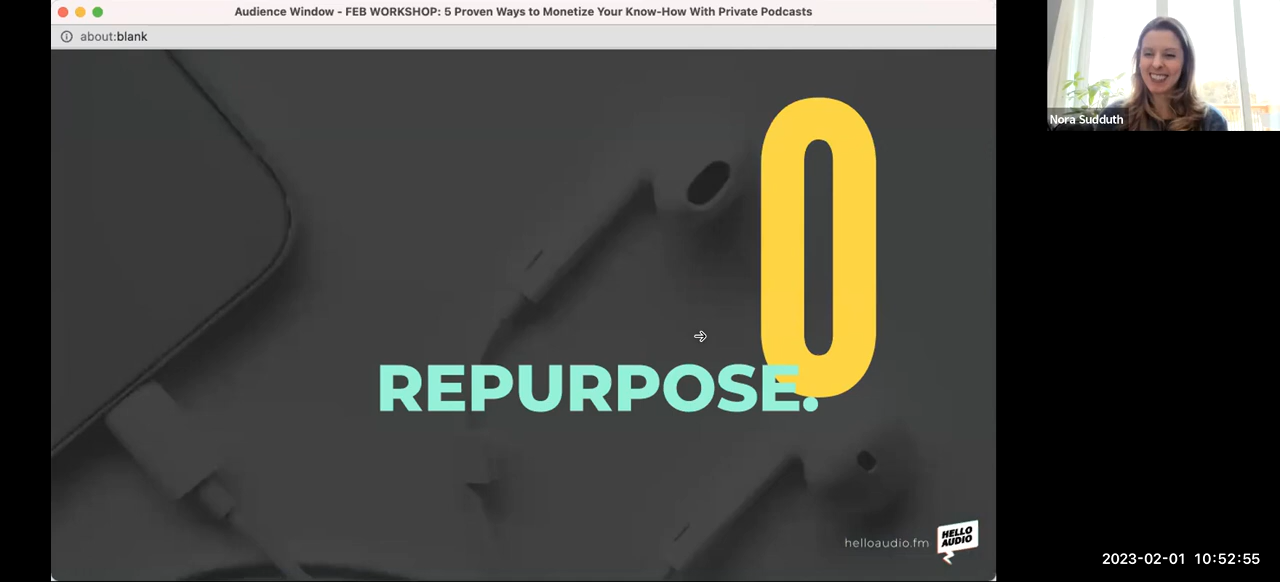 Audience Window - FEB WORKSHOP: 5 Proven Ways to Monetize Your Know-How With Private Podcasts
about:blank
Nora Sudduth
0
REPURPOSE.
helloaudio.fm
HELLO
AUDIO
2023-02-01 10:52:55